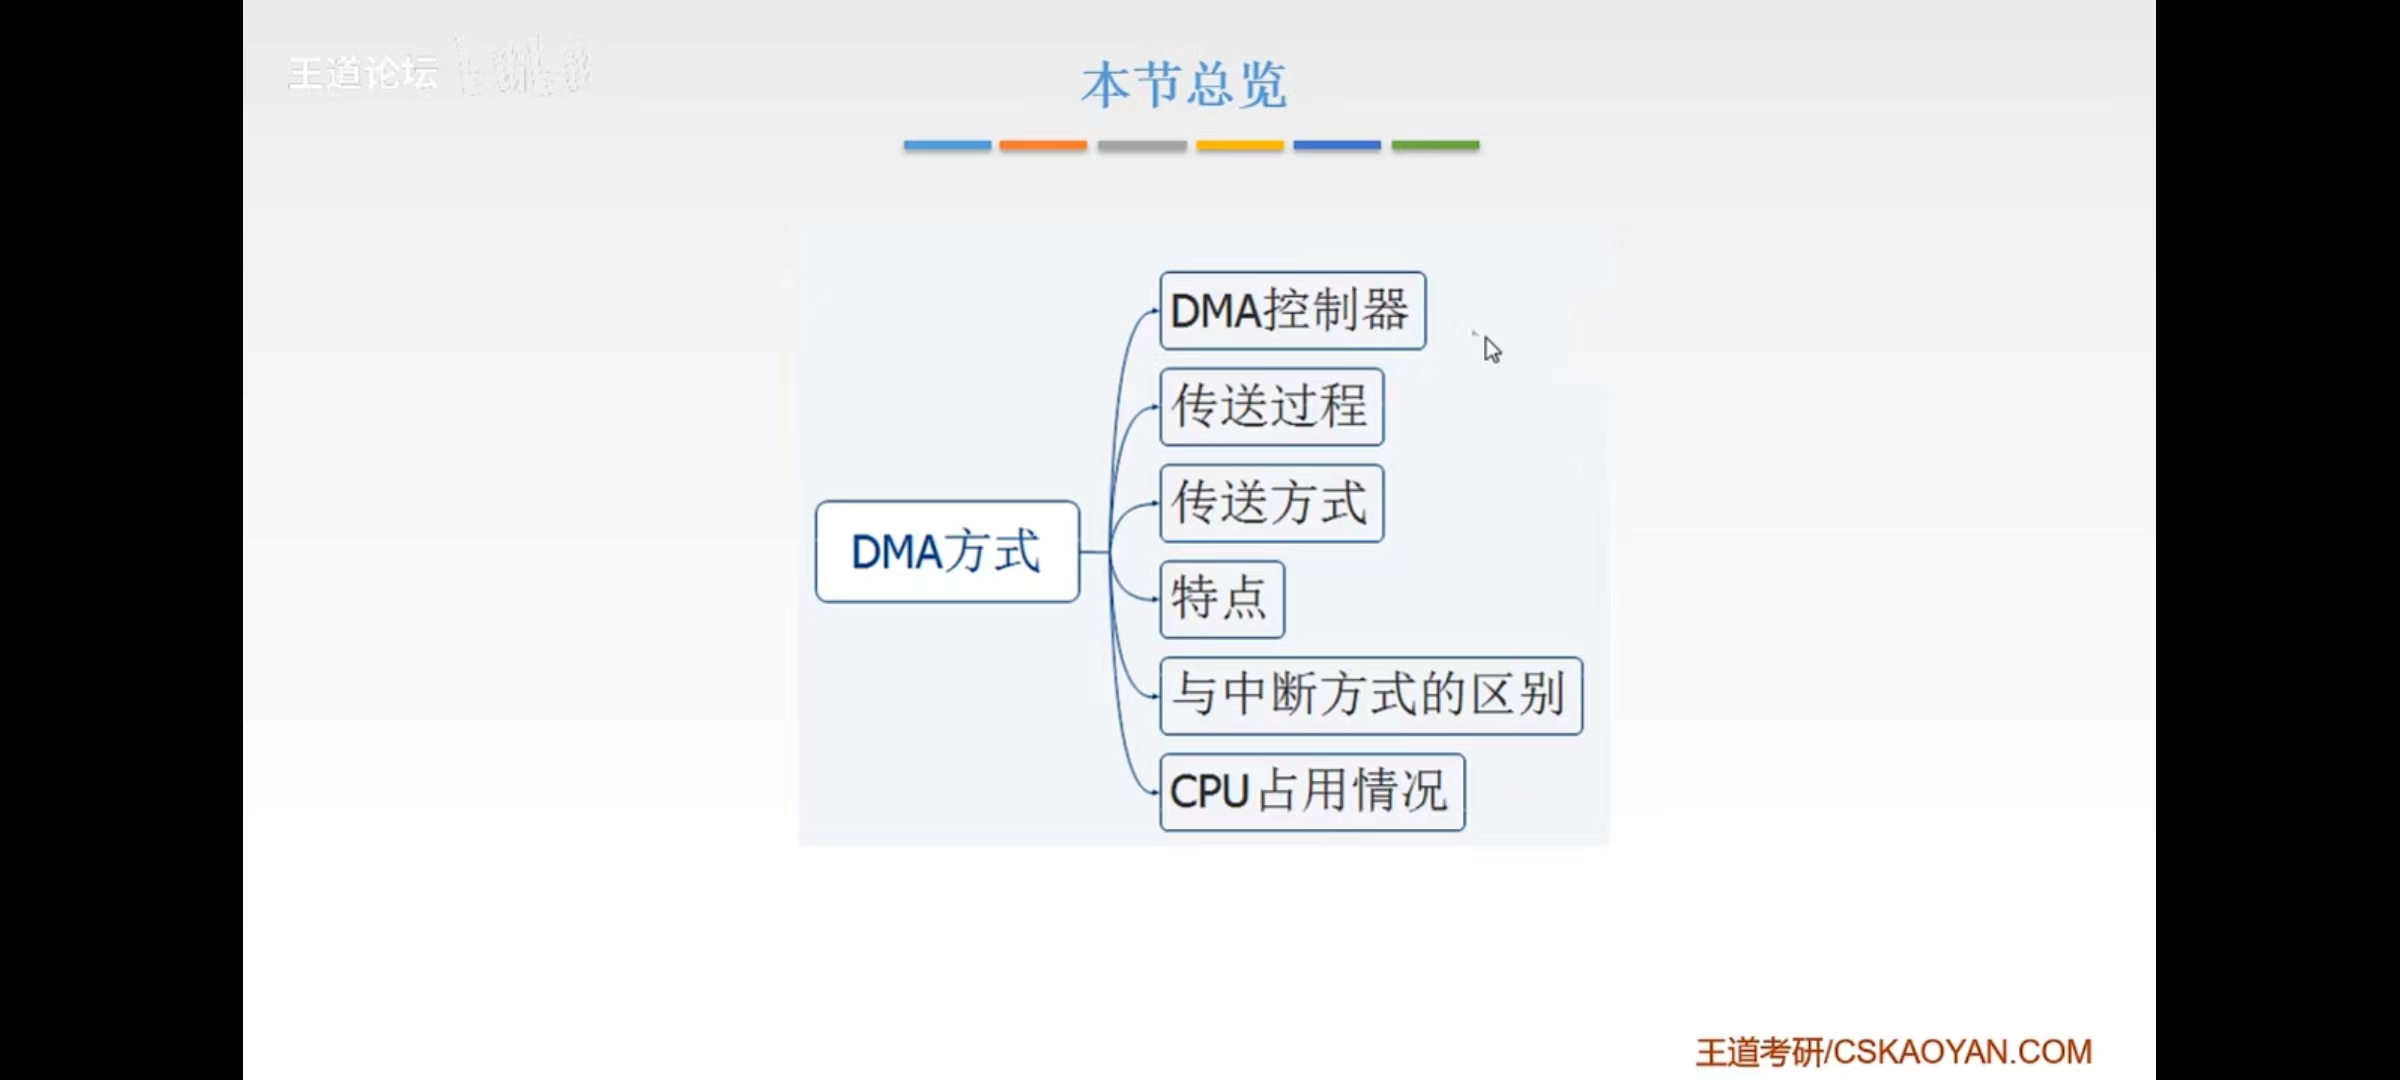 王道论坛
本节总览
DMA控制器
传送过程
传送方式
DMA方式
特点
与中断方式的区别
CPU占用情况
王道考研/CSKAOYAN.COM